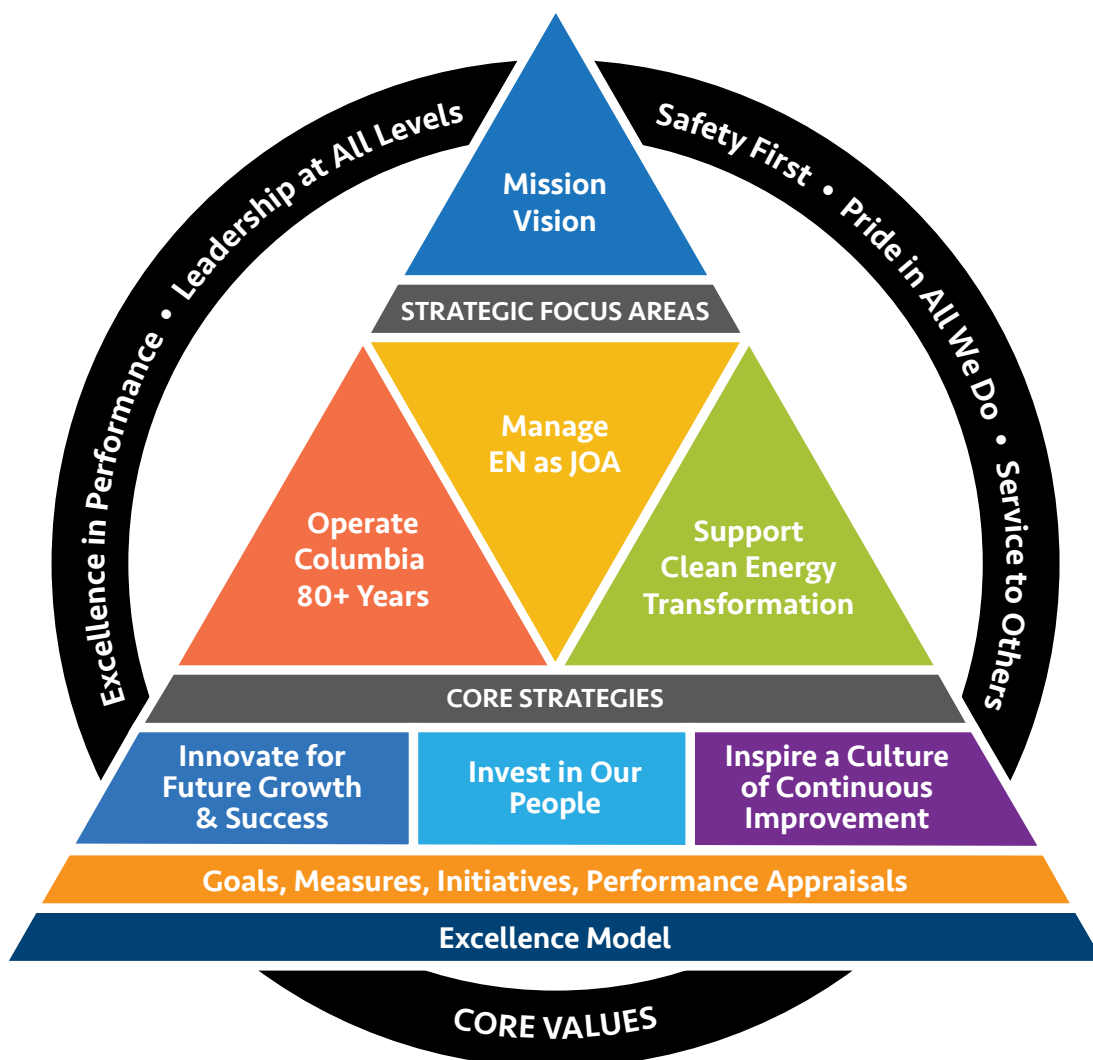 Excellence in Performance • Leadership at All Levels
Safety First • Pride in All We Do • Service to Others
Mission
Vision
STRATEGIC FOCUS AREAS
Manage
EN as JOA
Operate
Columbia
80+ Years
Support
Clean Energy
Transformation
CORE STRATEGIES
Innovate for
Future Growth
& Success
Invest in Our
People
Inspire a Culture
of Continuous
Improvement
Goals, Measures, Initiatives, Performance Appraisals
Excellence Model
CORE VALUES